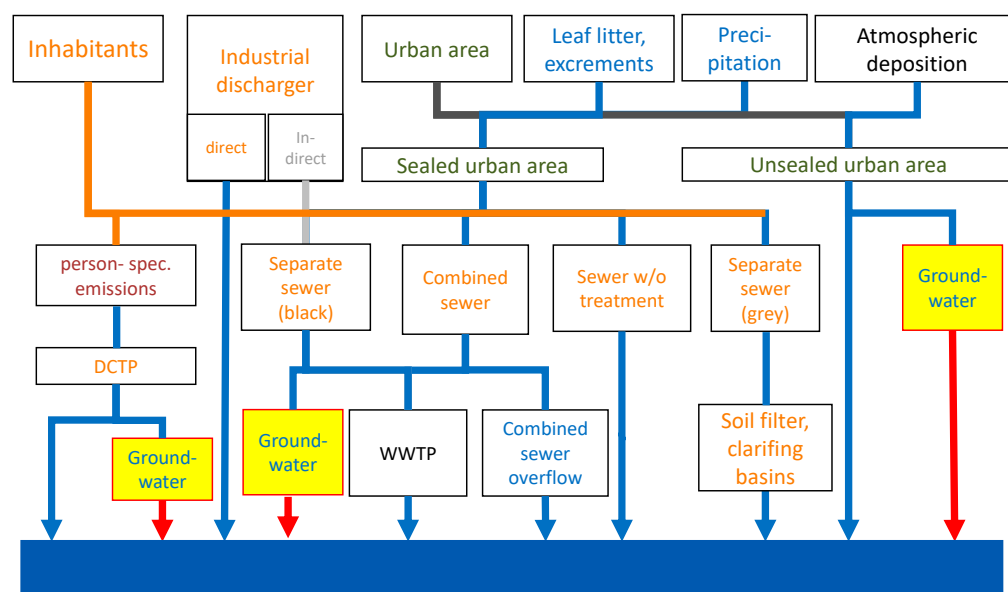 Inhabitants
Industrial
discharger
direct
In-
direct
Urban area
Leaf litter,
excrements
Preci-
pitation
Atmospheric
deposition
Sealed urban area
Unsealed urban area
person- spec.
emissions
Separate
sewer
(black)
Combined
sewer
Sewer w/o
treatment
Separate
sewer
(grey)
Ground-
water
DCTP
Ground-
water
Ground-
water
WWTP
Combined
sewer
overflow
Soil filter,
clarifing
basins